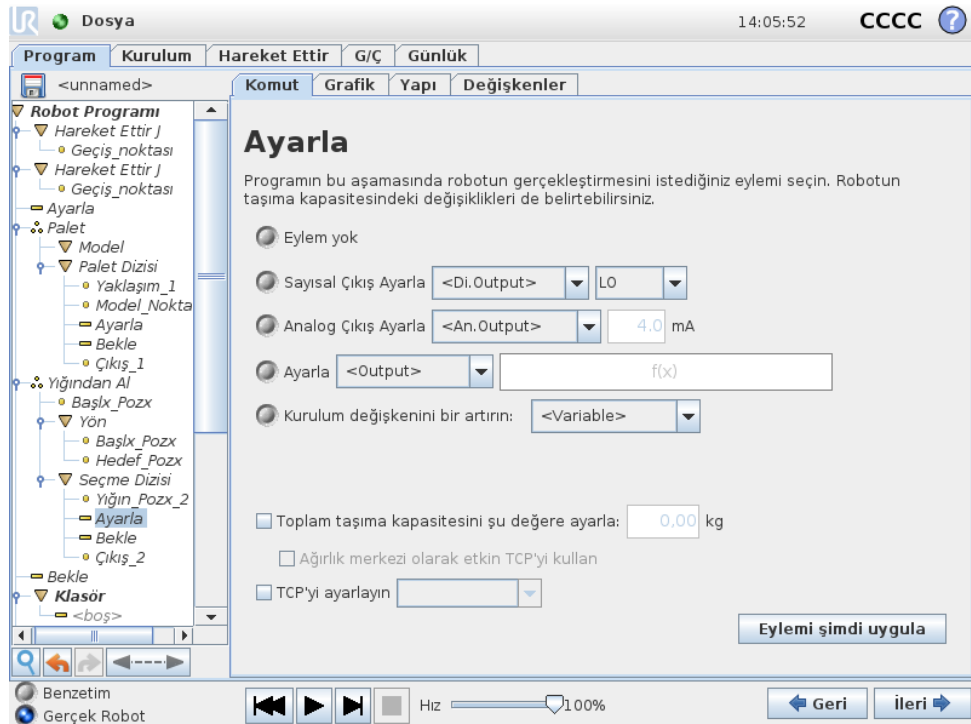 UR Dosya 14:05:52 CCCC ?
Program Kurulum Hareket Ettir G/Ç Günlük
<unnamed>
Komut Grafik Yapı Değişkenler
Robot Programı
Hareket Ettir J
Geçiş_noktası
Hareket Ettir J
Geçiş_noktası
Ayarla
Palet
Model
Palet Dizisi
Yaklaşım_1
Model_Nokta
Ayarla
Bekle
Çıkış_1
Yığından Al
Başlx_Pozx
Yön
Başlx_Pozx
Hedef_Pozx
Seçme Dizisi
Yığın_Pozx_2
Ayarla
Bekle
Çıkış_2
Bekle
Klasör
<boş>
Ayarla
Programın bu aşamasında robotun gerçekleştirmesini istediğiniz eylemi seçin. Robotun
taşıma kapasitesindeki değişiklikleri de belirtebilirsiniz.
Eylem yok
Sayısal Çıkış Ayarla <Di.Output> LO
Analog Çıkış Ayarla <An.Output> 4.0 mA
Ayarla <Output> f(x)
Kurulum değişkenini bir artırın: <Variable>
Toplam taşıma kapasitesini şu değere ayarla: 0,00 kg
Ağırlık merkezi olarak etkin TCP'yi kullan
TCP'yi ayarlayın
Eylemi şimdi uygula
Benzetim
Gerçek Robot
Hız 100%
Geri İleri